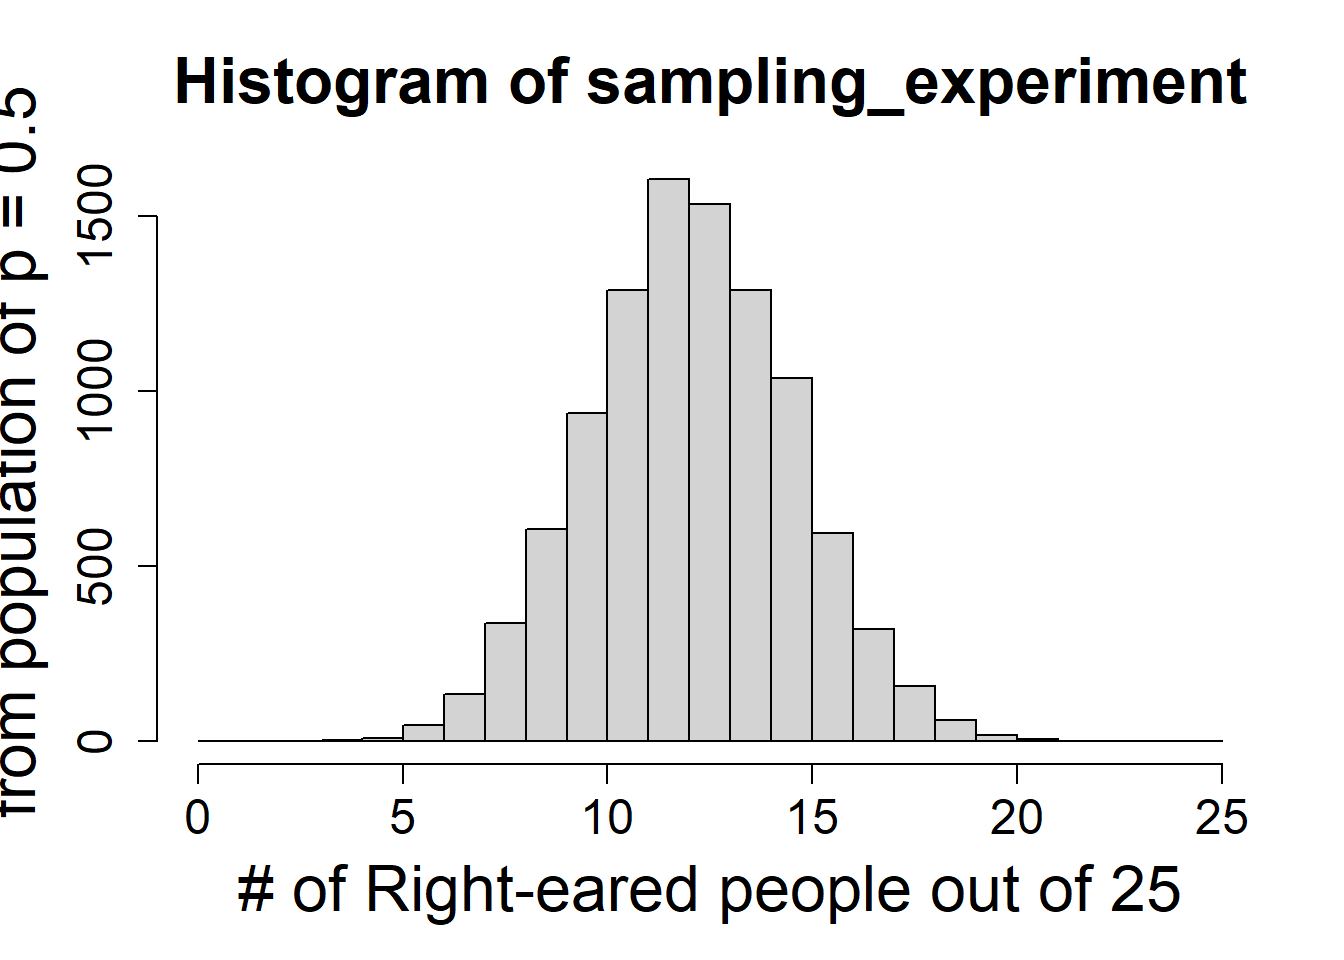 Histogram of sampling_experiment
from population of p = 0.5
1500
1000
500
0
0 5 10 15 20 25
# of Right-eared people out of 25